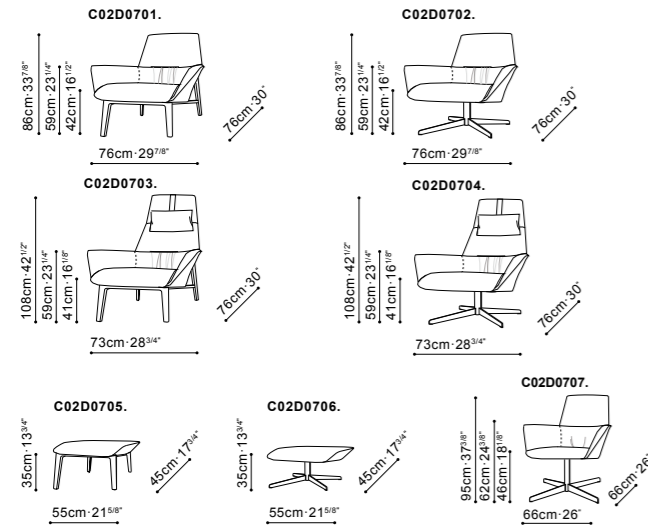 C02D0701.
86cm·33⁷/⁸"
59cm·23¹/⁴"
42cm·16¹/²"
76cm·30"
76cm·29⁷/⁸"
C02D0702.
86cm·33⁷/⁸"
59cm·23¹/⁴"
42cm·16¹/²"
76cm·30"
76cm·29⁷/⁸"
C02D0703.
108cm·42¹/²"
59cm·23¹/⁴"
41cm·16¹/⁸"
76cm·30"
73cm·28³/⁴"
C02D0704.
108cm·42¹/²"
59cm·23¹/⁴"
41cm·16¹/⁸"
76cm·30"
73cm·28³/⁴"
C02D0705.
35cm·13³/⁴"
45cm·17³/⁴"
55cm·21⁵/⁸"
C02D0706.
35cm·13³/⁴"
45cm·17³/⁴"
55cm·21⁵/⁸"
C02D0707.
95cm·37³/⁸"
62cm·24³/⁸"
46cm·18¹/⁸"
66cm·26"
66cm·26"